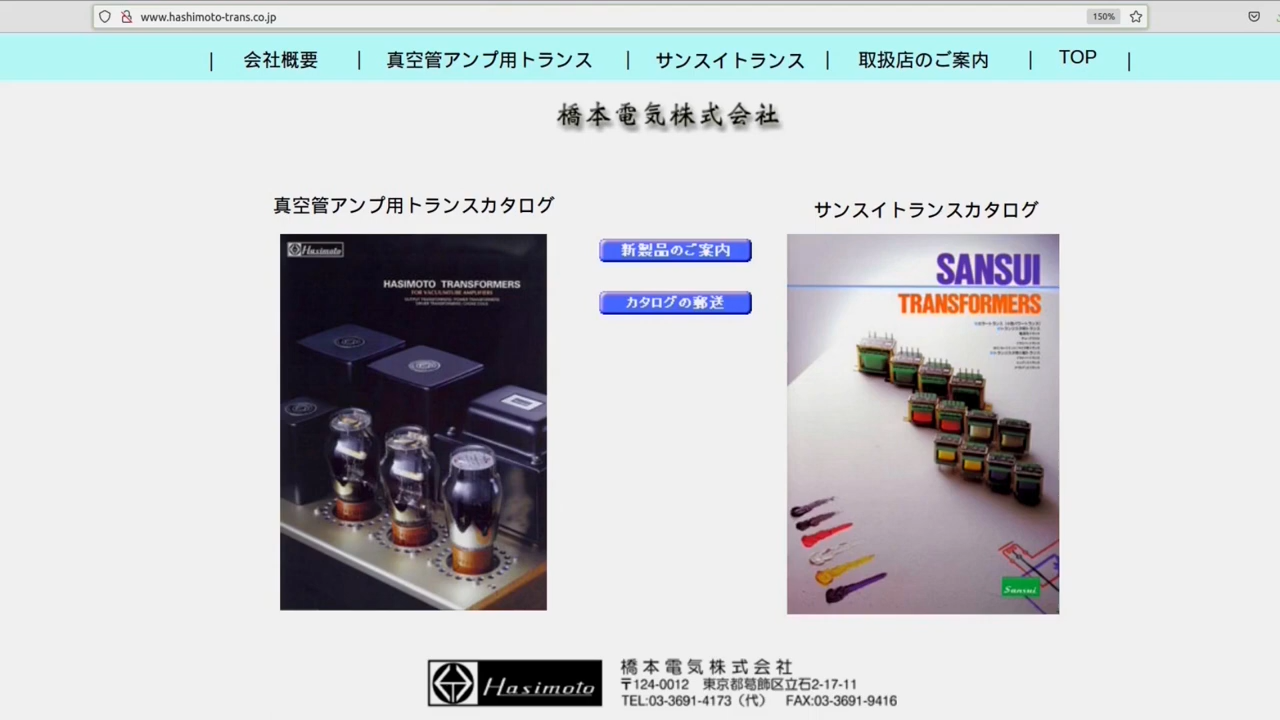 www.hashimoto-trans.co.jp
150%
| 会社概要 | 真空管アンプ用トランス | サンスイトランス | 取扱店のご案内 | TOP |
橋本電気株式会社
真空管アンプ用トランスカタログ
サンスイトランスカタログ
Hasimoto
HASIMOTO TRANSFORMERS
FOR VACUUMTUBE AMPLIFIERS
新製品のご案内
カタログの郵送
SANSUI
TRANSFORMERS
Sansui
Hasimoto
橋本電気株式会社
〒124-0012 東京都葛飾区立石2-17-11
TEL:03-3691-4173（代） FAX:03-3691-9416